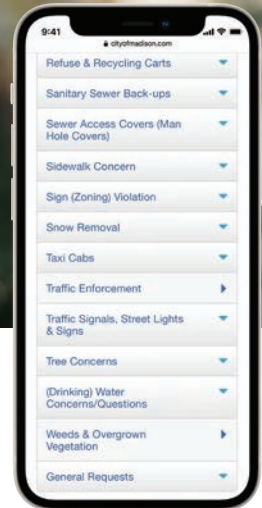 9:41
cityofmadison.com
Refuse & Recycling Carts
Sanitary Sewer Back-ups
Sewer Access Covers (Man
Hole Covers)
Sidewalk Concern
Sign (Zoning) Violation
Snow Removal
Taxi Cabs
Traffic Enforcement
Traffic Signals, Street Lights
& Signs
Tree Concerns
(Drinking) Water
Concerns/Questions
Weeds & Overgrown
Vegetation
General Requests